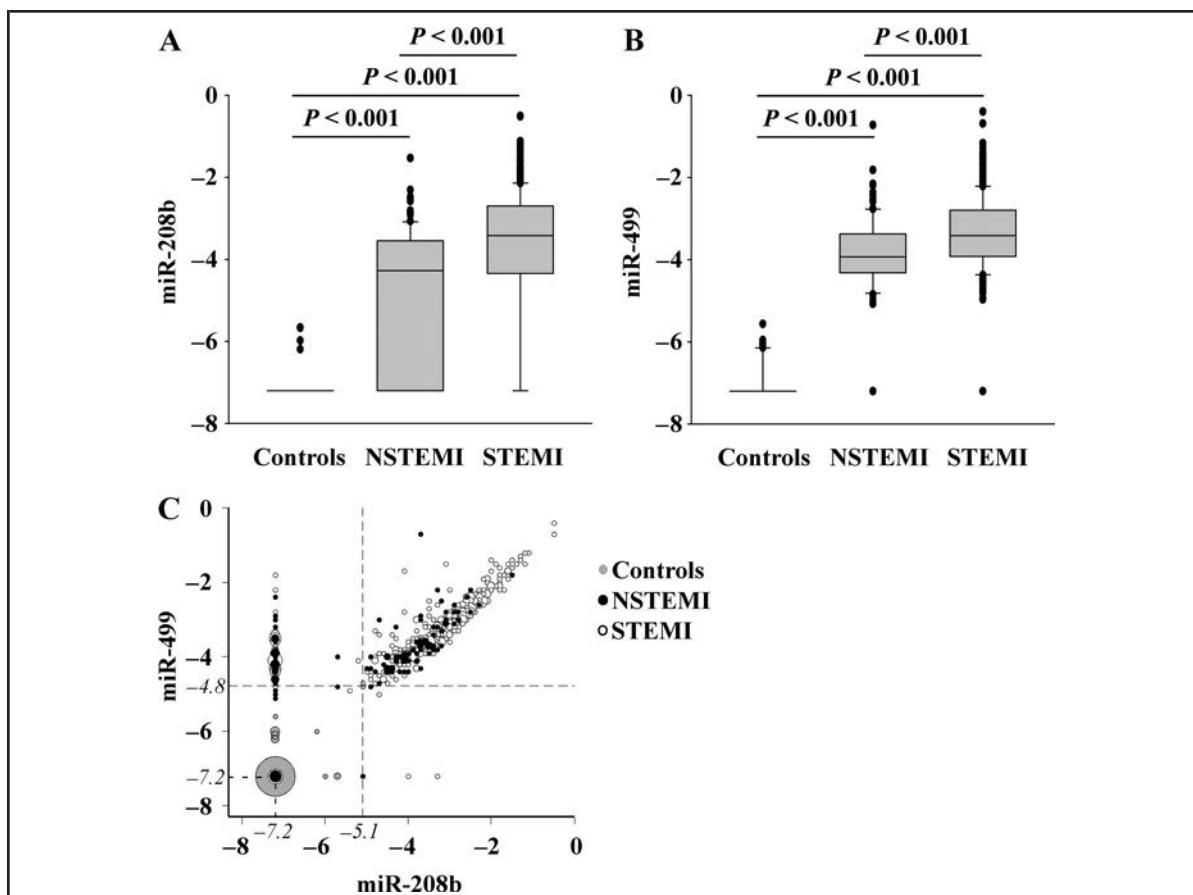 A
P < 0.001
P < 0.001
P < 0.001
miR-208b
0
–2
–4
–6
–8
Controls NSTEMI STEMI
B
P < 0.001
P < 0.001
P < 0.001
miR-499
0
–2
–4
–6
–8
Controls NSTEMI STEMI
C
miR-499
0
–2
–4
–4.8
–6
–7.2
–8
–7.2 –5.1
–8 –6 –4 –2 0
miR-208b
Controls
NSTEMI
STEMI